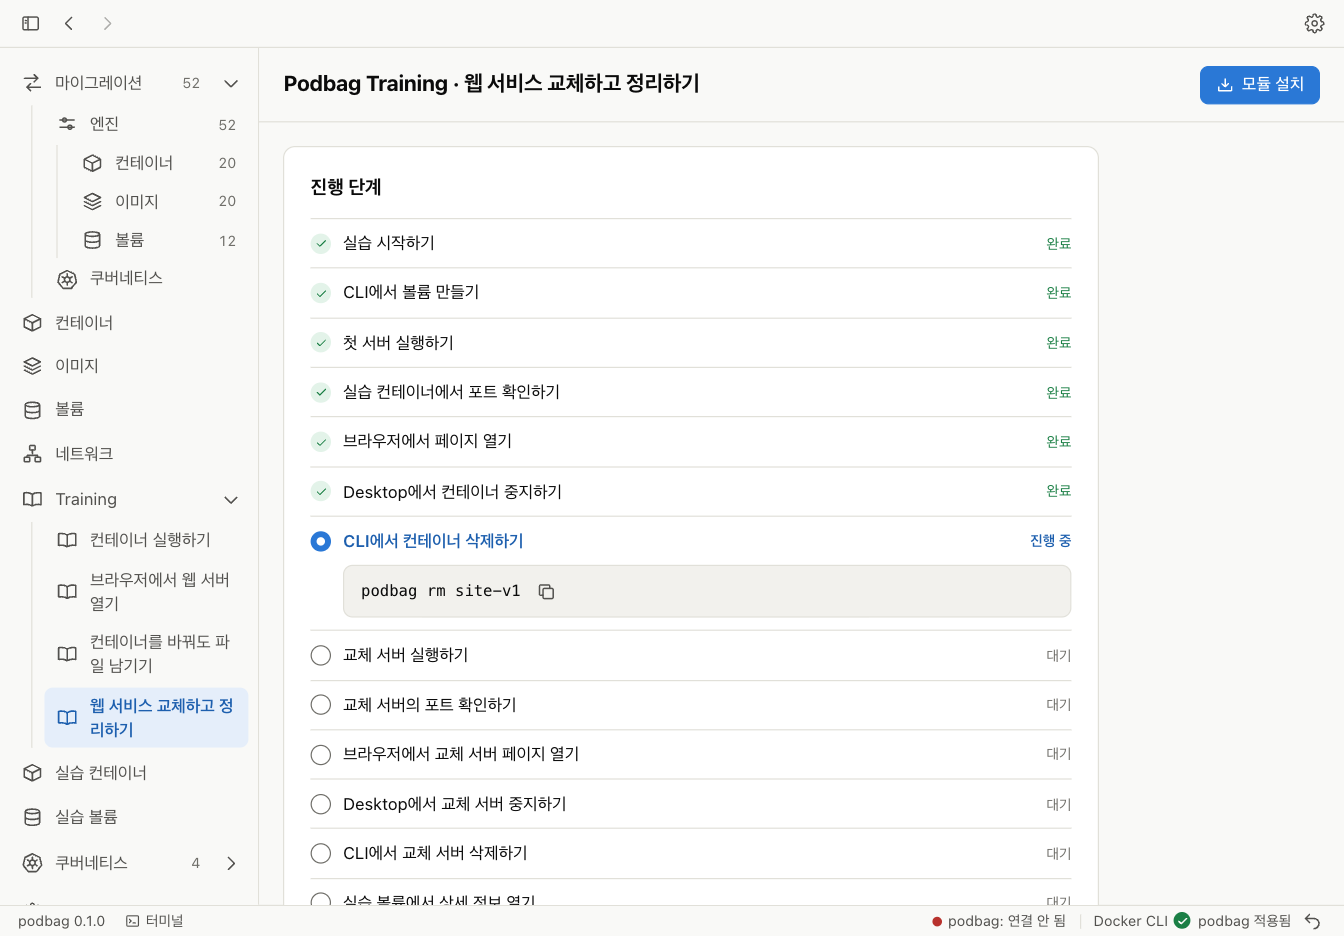 마이그레이션 52
엔진 52
컨테이너 20
이미지 20
볼륨 12
쿠버네티스
컨테이너
이미지
볼륨
네트워크
Training
컨테이너 실행하기
브라우저에서 웹 서버
열기
컨테이너를 바꿔도 파
일 남기기
웹 서비스 교체하고 정
리하기
실습 컨테이너
실습 볼륨
쿠버네티스 4
Podbag Training · 웹 서비스 교체하고 정리하기
모듈 설치
진행 단계
실습 시작하기 완료
CLI에서 볼륨 만들기 완료
첫 서버 실행하기 완료
실습 컨테이너에서 포트 확인하기 완료
브라우저에서 페이지 열기 완료
Desktop에서 컨테이너 중지하기 완료
CLI에서 컨테이너 삭제하기 진행 중
podbag rm site-v1
교체 서버 실행하기 대기
교체 서버의 포트 확인하기 대기
브라우저에서 교체 서버 페이지 열기 대기
Desktop에서 교체 서버 중지하기 대기
CLI에서 교체 서버 삭제하기 대기
실습 볼륨에서 상세 정보 열기 대기
podbag 0.1.0 터미널 podbag: 연결 안 됨 Docker CLI podbag 적용됨